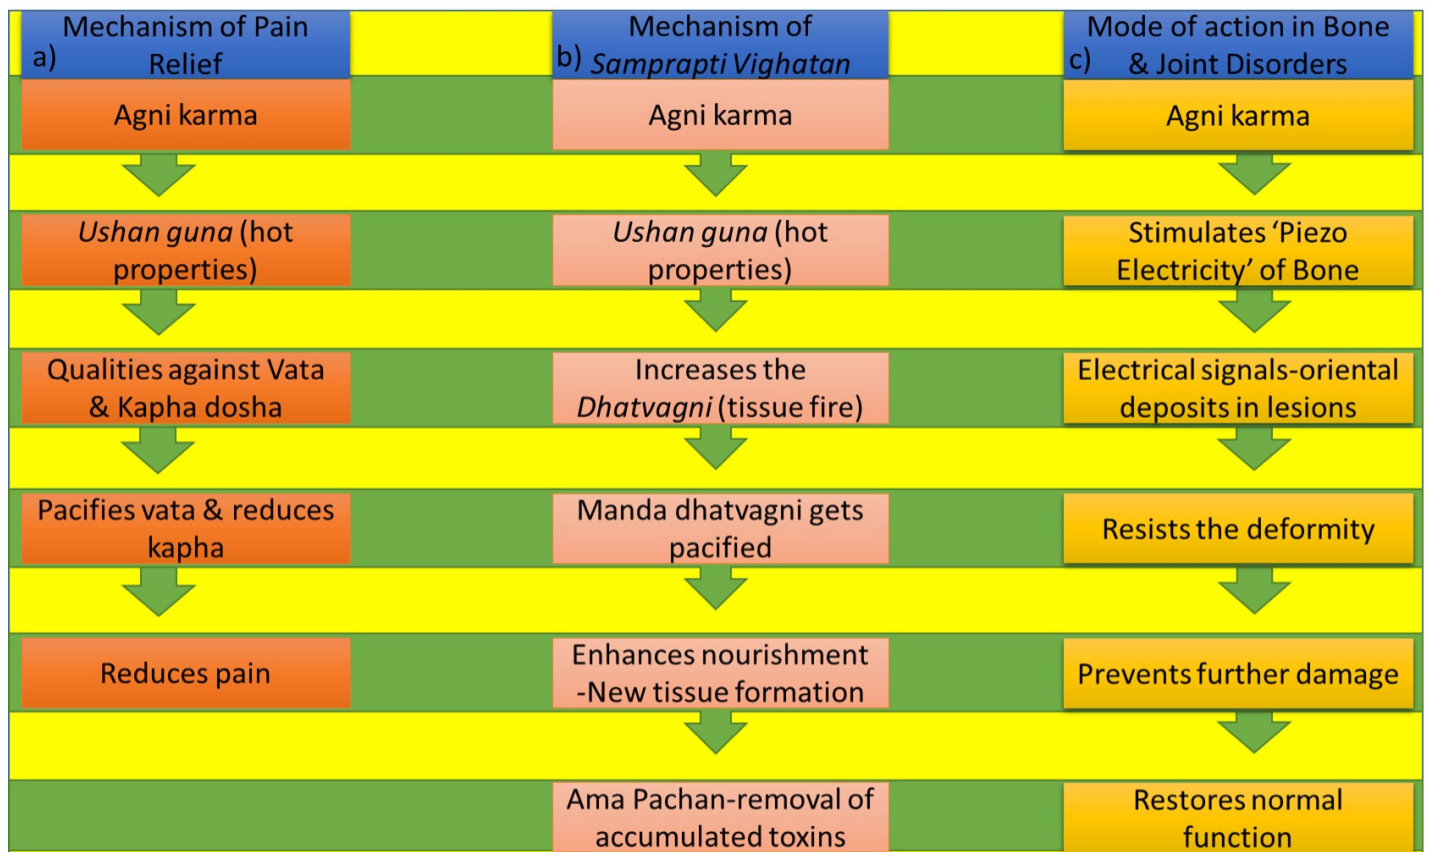 Mechanism of Pain
a) Relief
Agni karma
Ushan guna (hot
properties)
Qualities against Vata
& Kapha dosha
Pacifies vata & reduces
kapha
Reduces pain
Mechanism of
b) Samprapti Vighatan
Agni karma
Ushan guna (hot
properties)
Increases the
Dhatvagni (tissue fire)
Manda dhatvagni gets
pacified
Enhances nourishment
-New tissue formation
Ama Pachan-removal of
accumulated toxins
Mode of action in Bone
c) & Joint Disorders
Agni karma
Stimulates ‘Piezo
Electricity’ of Bone
Electrical signals-oriental
deposits in lesions
Resists the deformity
Prevents further damage
Restores normal
function